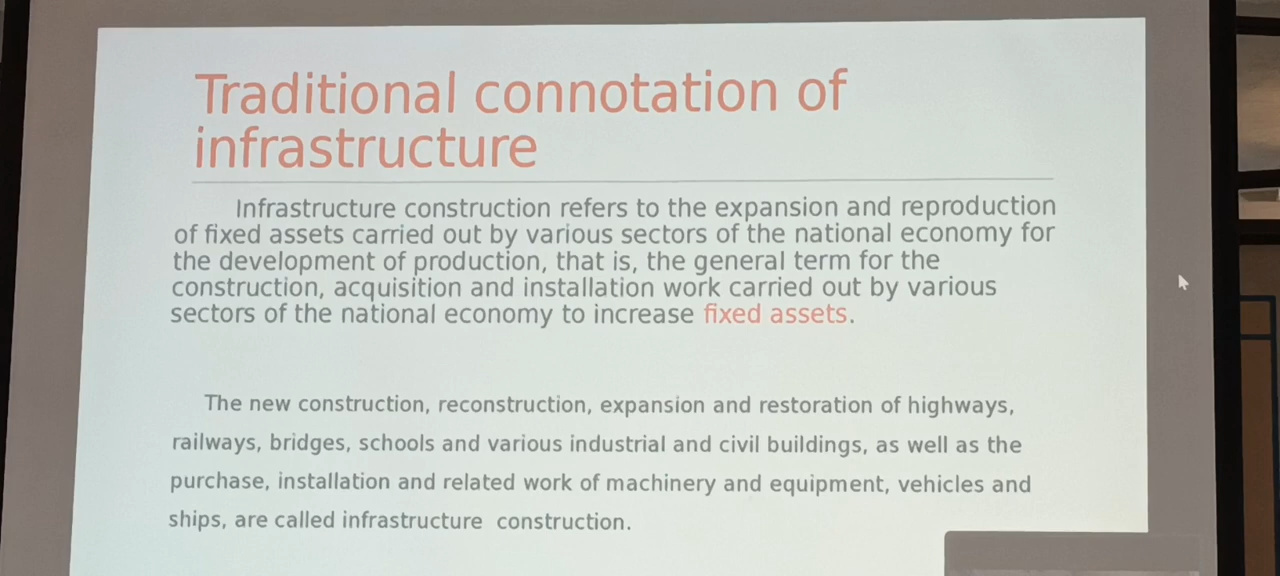 Traditional connotation of
infrastructure
Infrastructure construction refers to the expansion and reproduction
of fixed assets carried out by various sectors of the national economy for
the development of production, that is, the general term for the
construction, acquisition and installation work carried out by various
sectors of the national economy to increase fixed assets.
The new construction, reconstruction, expansion and restoration of highways,
railways, bridges, schools and various industrial and civil buildings, as well as the
purchase, installation and related work of machinery and equipment, vehicles and
ships, are called infrastructure construction.